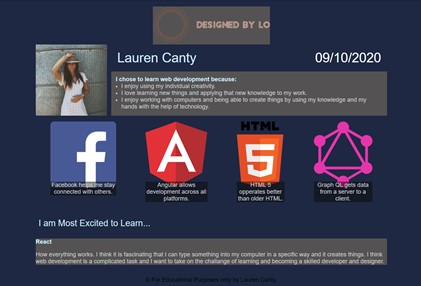 DESIGNED BY LO
Lauren Canty
09/10/2020
I chose to learn web development because:
I enjoy using my individual creativity.
I love learning new things and applying that new knowledge to my work.
I enjoy working with computers and being able to create things by using my knowledge and my
hands with the help of technology.
HTML
5
Facebook helps me stay
connected with others.
Angular allows
development across all
platforms.
HTML 5
opperates better
than older HTML.
Graph QL gets data
from a server to a
client.
I am Most Excited to Learn...
React
How everything works. I think it is fascinating that I can type something into my computer in a specific way and it creates things. I think
web development is a complicated task and I want to take on the challange of learning and becoming a skilled developer and designer.
© For Educational Purposes only by Lauren Canty